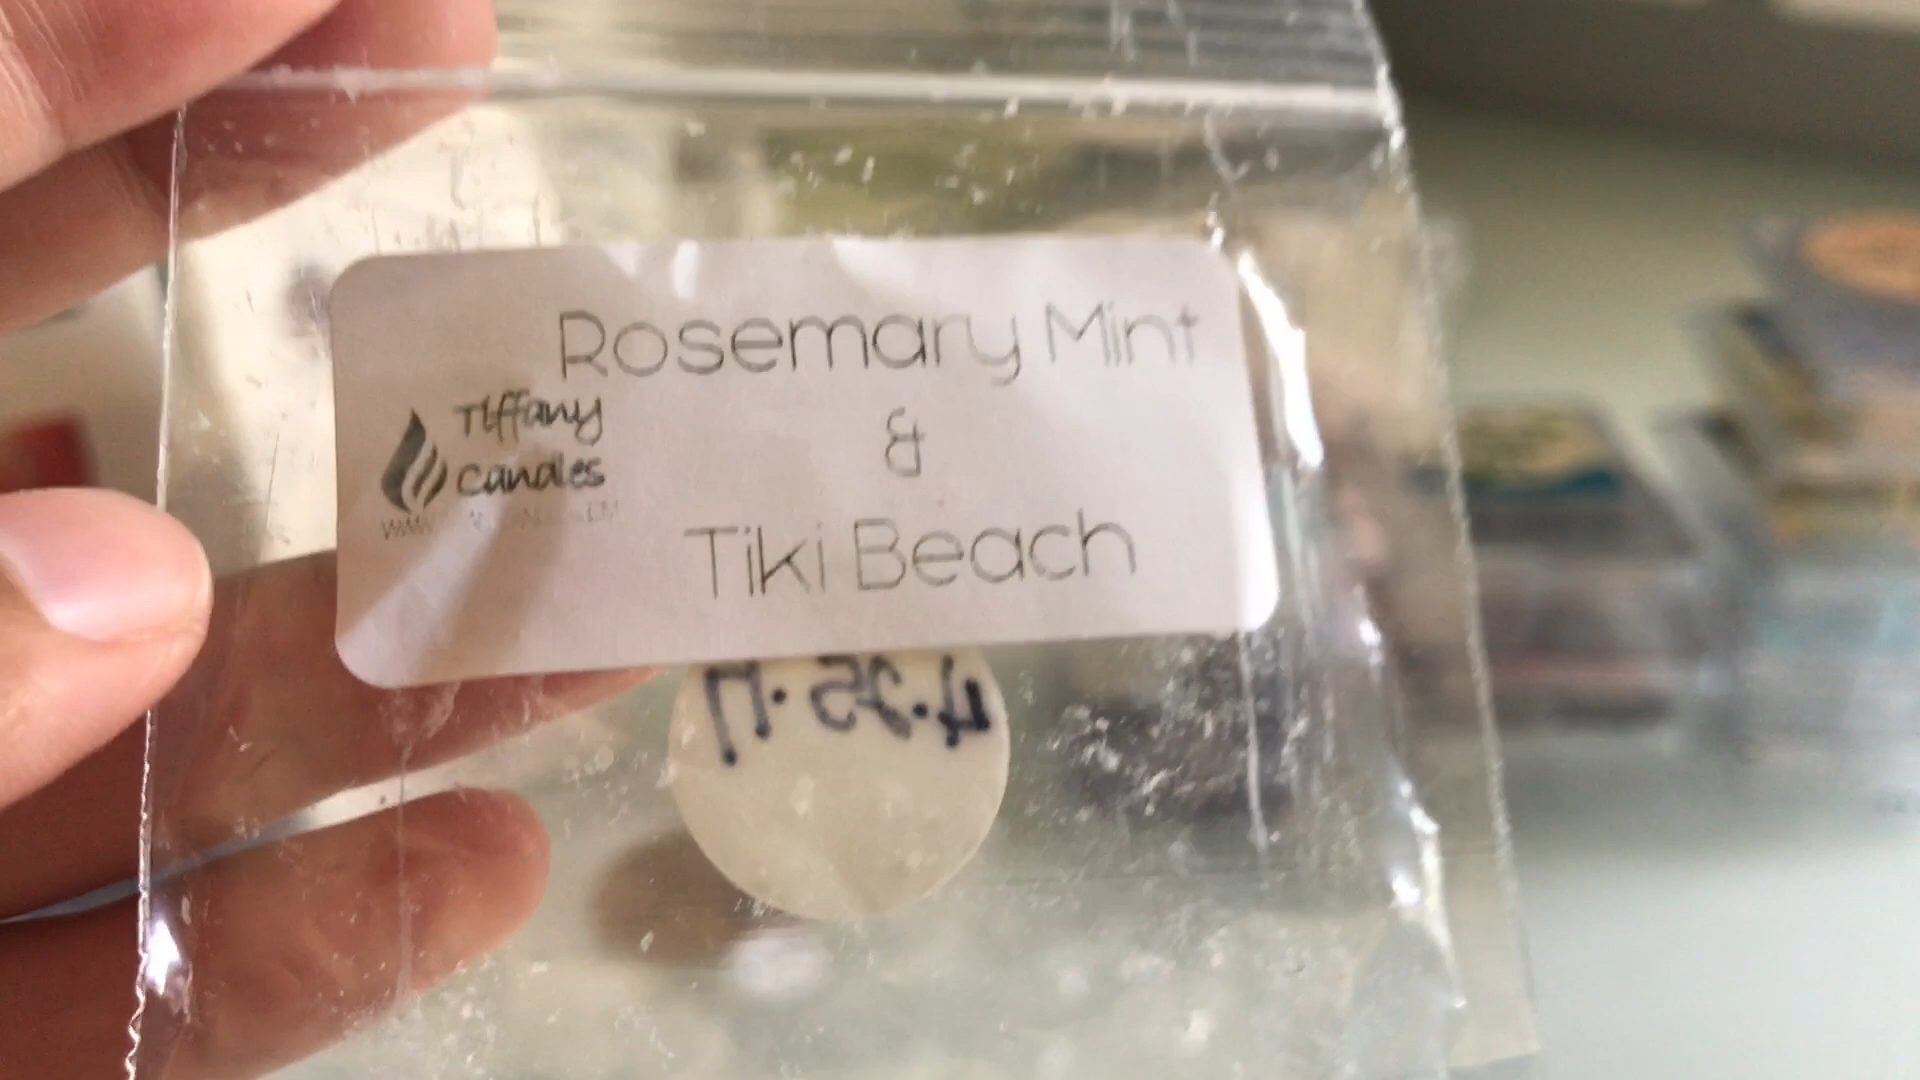 Rosemary Mint
&
Tiki Beach
Tiffany
Candles